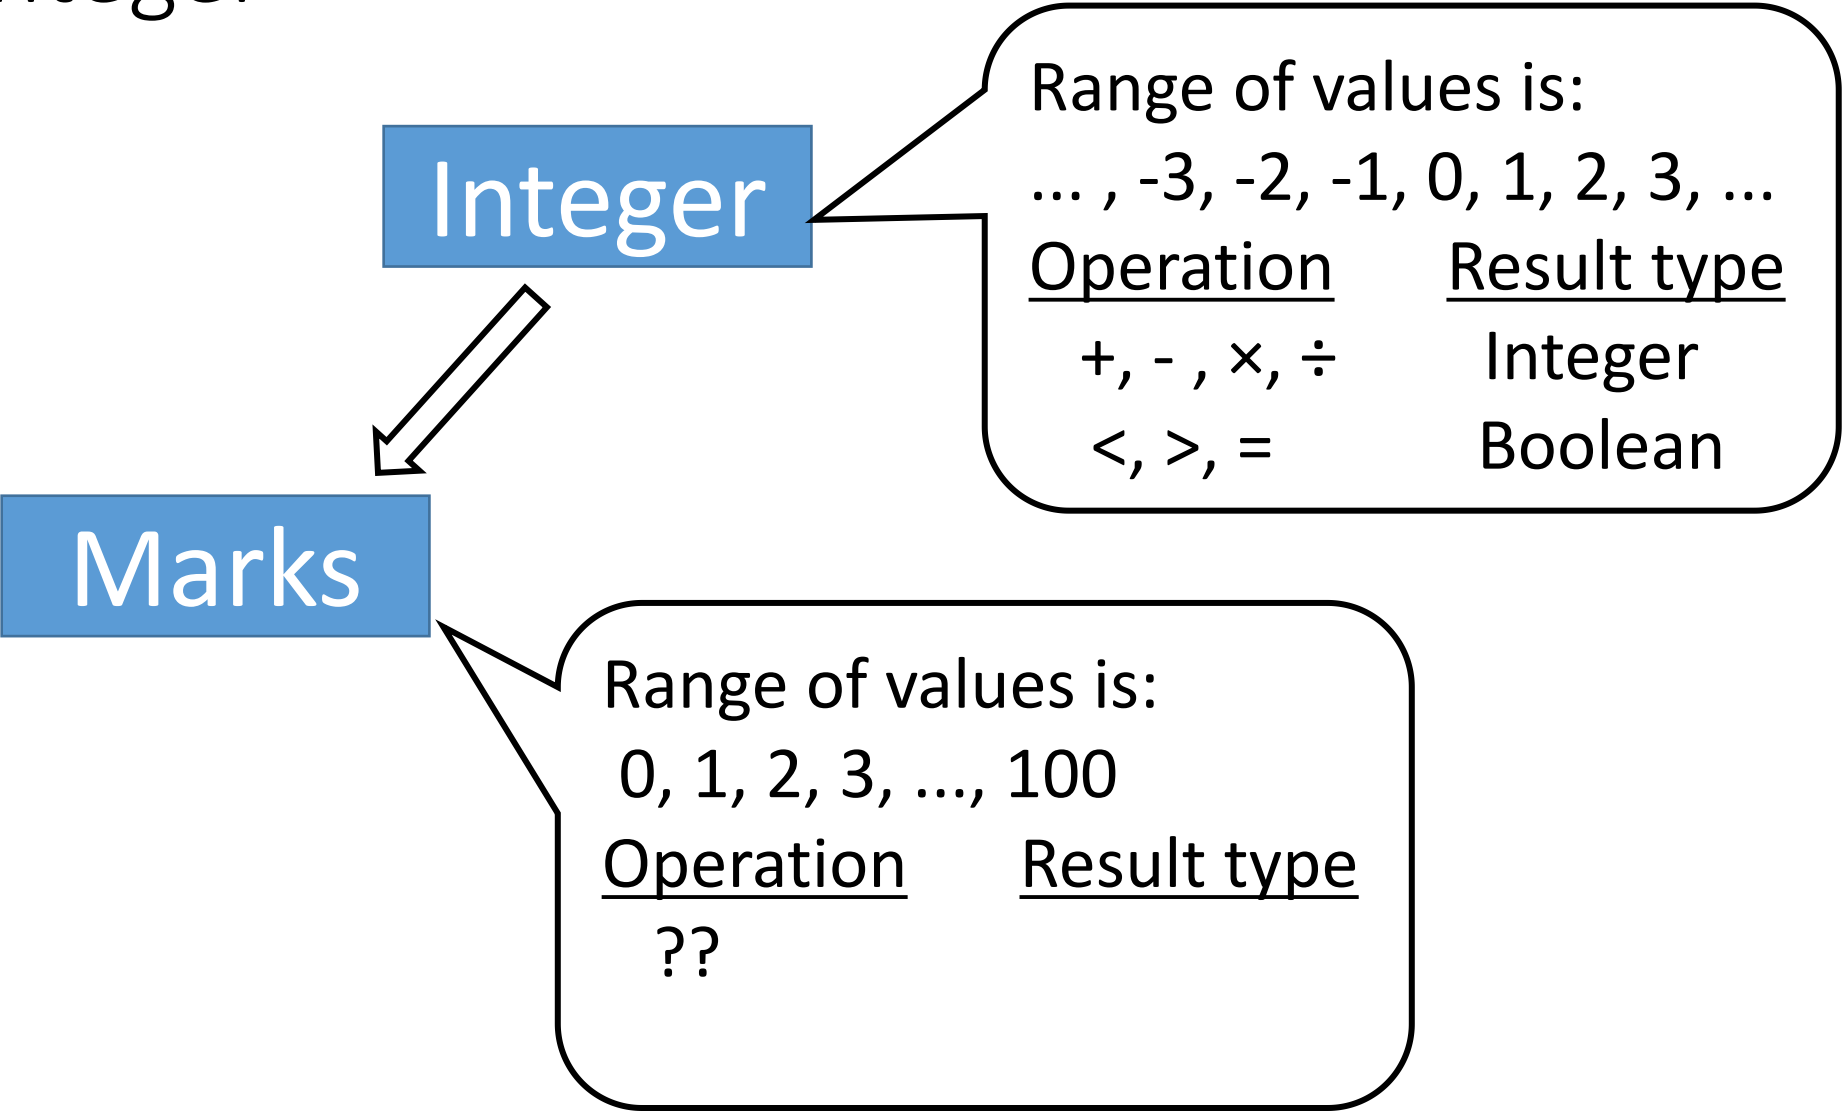 Integer
Range of values is:
... , -3, -2, -1, 0, 1, 2, 3, ...
Operation Result type
+, - , ×, ÷ Integer
<, >, = Boolean
Marks
Range of values is:
0, 1, 2, 3, ..., 100
Operation Result type
??